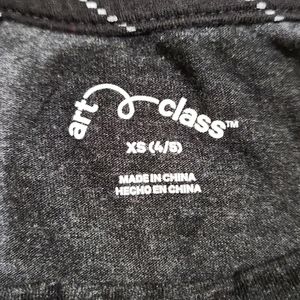 art class™
XS (4/5)
MADE IN CHINA
HECHO EN CHINA